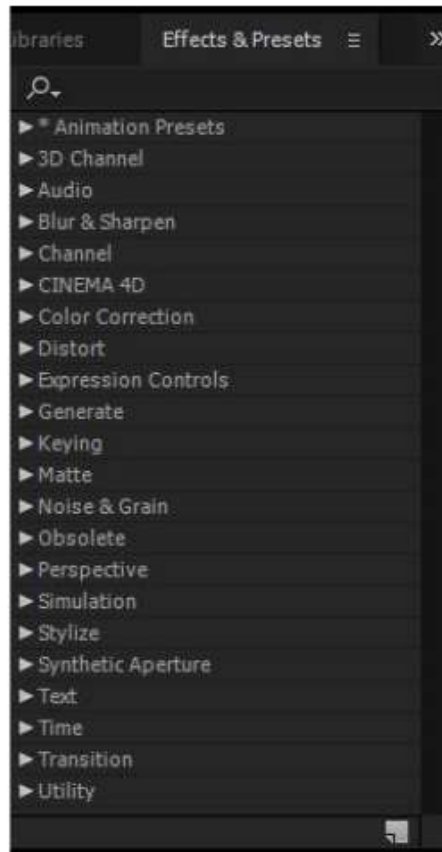 ibraries Effects & Presets
* Animation Presets
3D Channel
Audio
Blur & Sharpen
Channel
CINEMA 4D
Color Correction
Distort
Expression Controls
Generate
Keying
Matte
Noise & Grain
Obsolete
Perspective
Simulation
Stylize
Synthetic Aperture
Text
Time
Transition
Utility